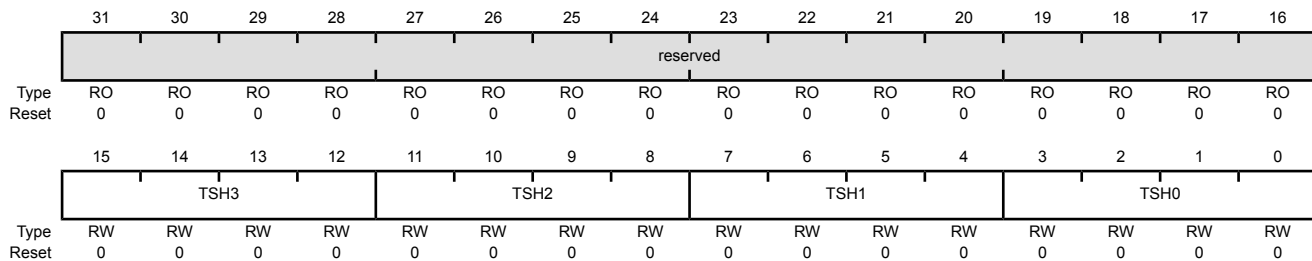 31 30 29 28 27 26 25 24 23 22 21 20 19 18 17 16
reserved
Type RO RO RO RO RO RO RO RO RO RO RO RO RO RO RO RO
Reset 0 0 0 0 0 0 0 0 0 0 0 0 0 0 0 0
15 14 13 12 11 10 9 8 7 6 5 4 3 2 1 0
TSH3 TSH2 TSH1 TSH0
Type RW RW RW RW RW RW RW RW RW RW RW RW RW RW RW RW
Reset 0 0 0 0 0 0 0 0 0 0 0 0 0 0 0 0